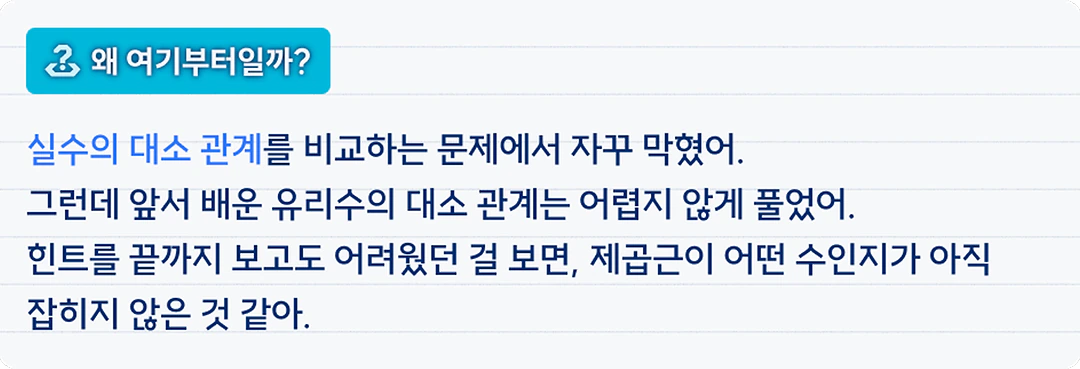 왜 여기부터일까?
실수의 대소 관계를 비교하는 문제에서 자꾸 막혔어.
그런데 앞서 배운 유리수의 대소 관계는 어렵지 않게 풀었어.
힌트를 끝까지 보고도 어려웠던 걸 보면, 제곱근이 어떤 수인지가 아직
잡히지 않은 것 같아.